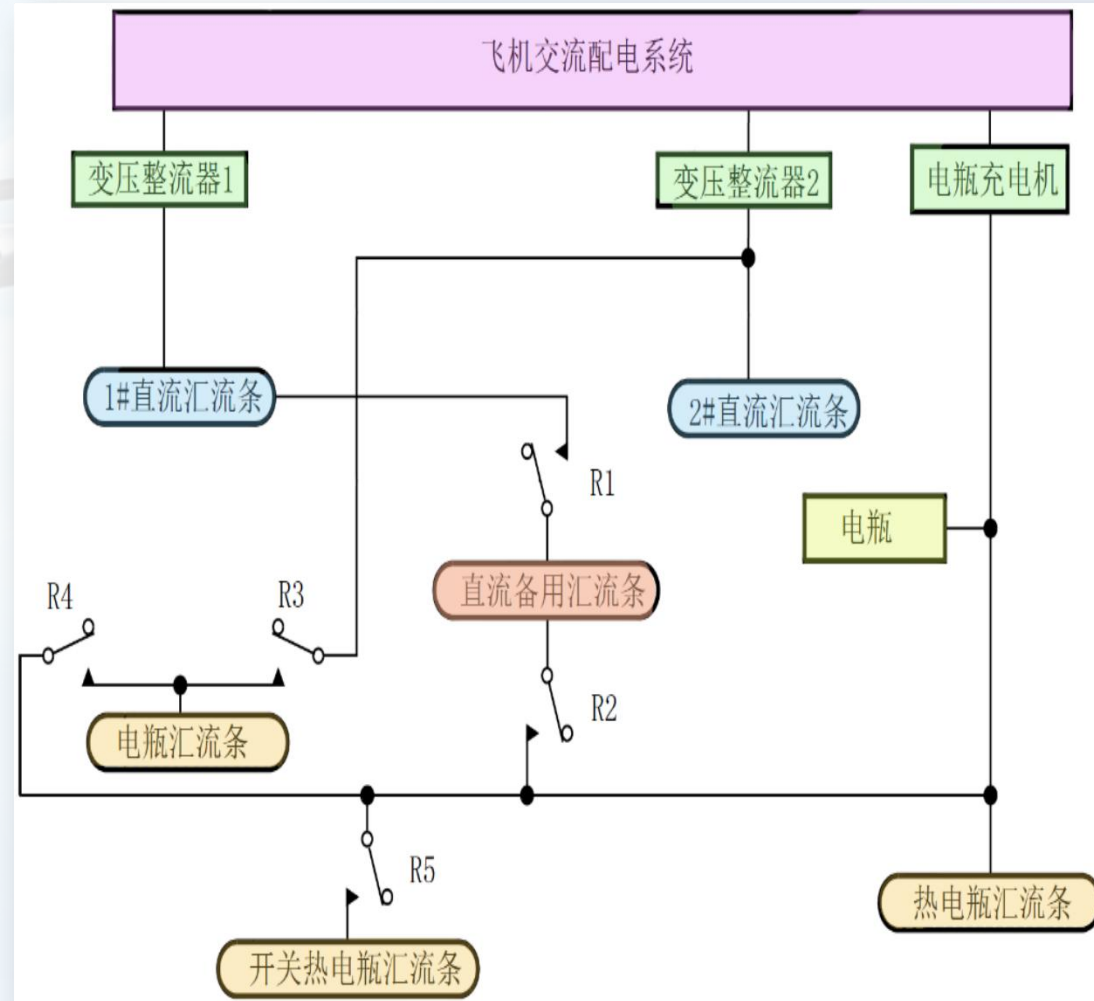 飞机交流配电系统
变压整流器1
变压整流器2
电瓶充电机
1#直流汇流条
2#直流汇流条
R1
电瓶
直流备用汇流条
R4
R3
R2
电瓶汇流条
R5
热电瓶汇流条
开关热电瓶汇流条